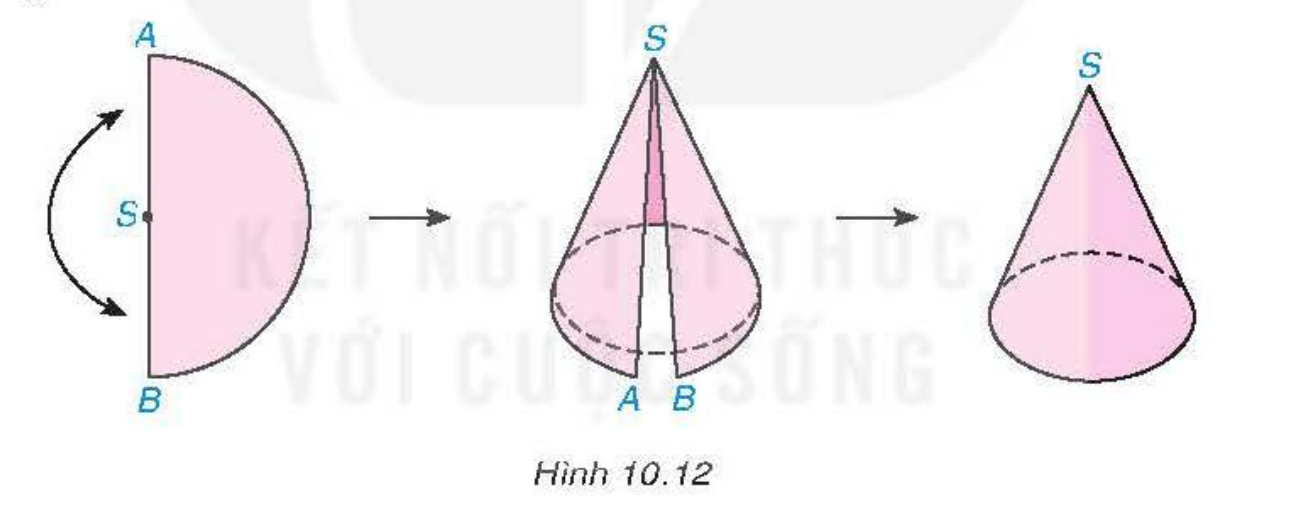 A S S
S
B A B
KẾT NỐI TRI THỨC
VỚI CUỘC SỐNG
Hình 10.12